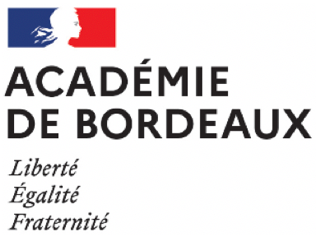 ACADÉMIE
DE BORDEAUX
Liberté
Égalité
Fraternité